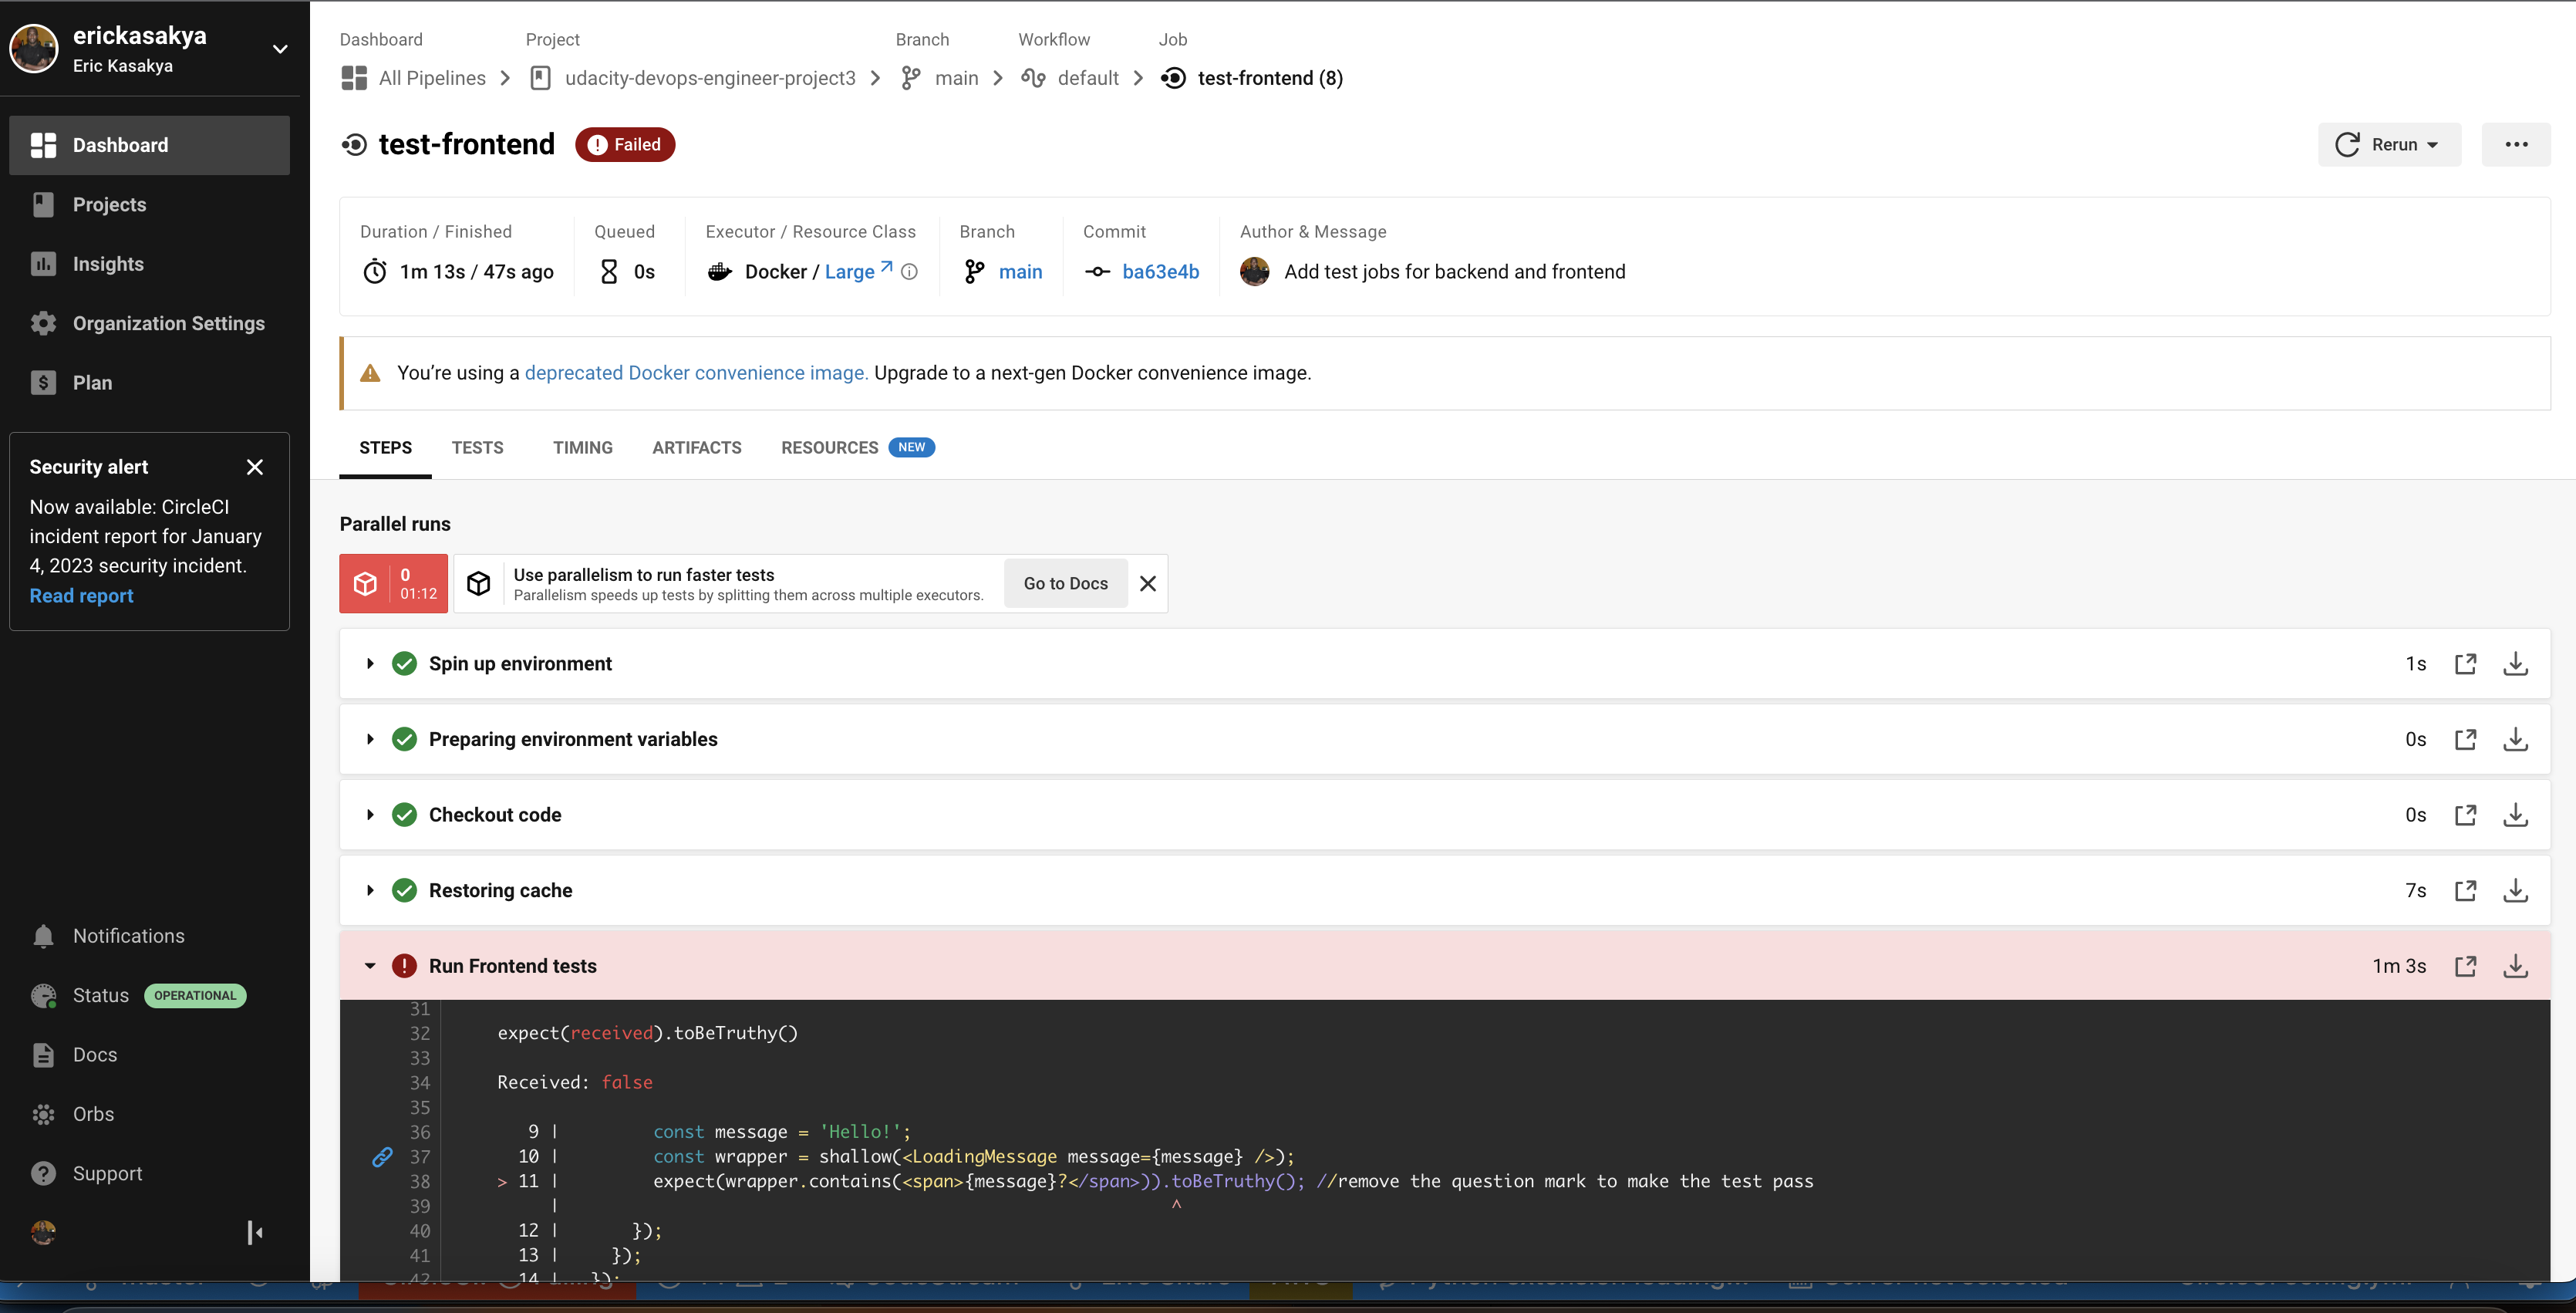 erickasakya
Eric Kasakya
Dashboard
Projects
Insights
Organization Settings
Plan
Security alert
Now available: CircleCI
incident report for January
4, 2023 security incident.
Read report
Notifications
Status OPERATIONAL
Docs
Orbs
Support
Dashboard Project Branch Workflow Job
All Pipelines udacity-devops-engineer-project3 main default test-frontend (8)
test-frontend Failed
Rerun
Duration / Finished Queued Executor / Resource Class Branch Commit Author & Message
1m 13s / 47s ago 0s Docker / Large main ba63e4b Add test jobs for backend and frontend
You’re using a deprecated Docker convenience image. Upgrade to a next-gen Docker convenience image.
STEPS TESTS TIMING ARTIFACTS RESOURCES NEW
Parallel runs
0
01:12
Use parallelism to run faster tests
Parallelism speeds up tests by splitting them across multiple executors.
Go to Docs
Spin up environment 1s
Preparing environment variables 0s
Checkout code 0s
Restoring cache 7s
Run Frontend tests 1m 3s
31
32 expect(received).toBeTruthy()
33
34 Received: false
35
36 9 | const message = 'Hello!';
37 10 | const wrapper = shallow(<LoadingMessage message={message} />);
38 > 11 | expect(wrapper.contains(<span>{message}?</span>)).toBeTruthy(); //remove the question mark to make the test pass
39 | ^
40 12 | });
41 13 | });
42 14 | });